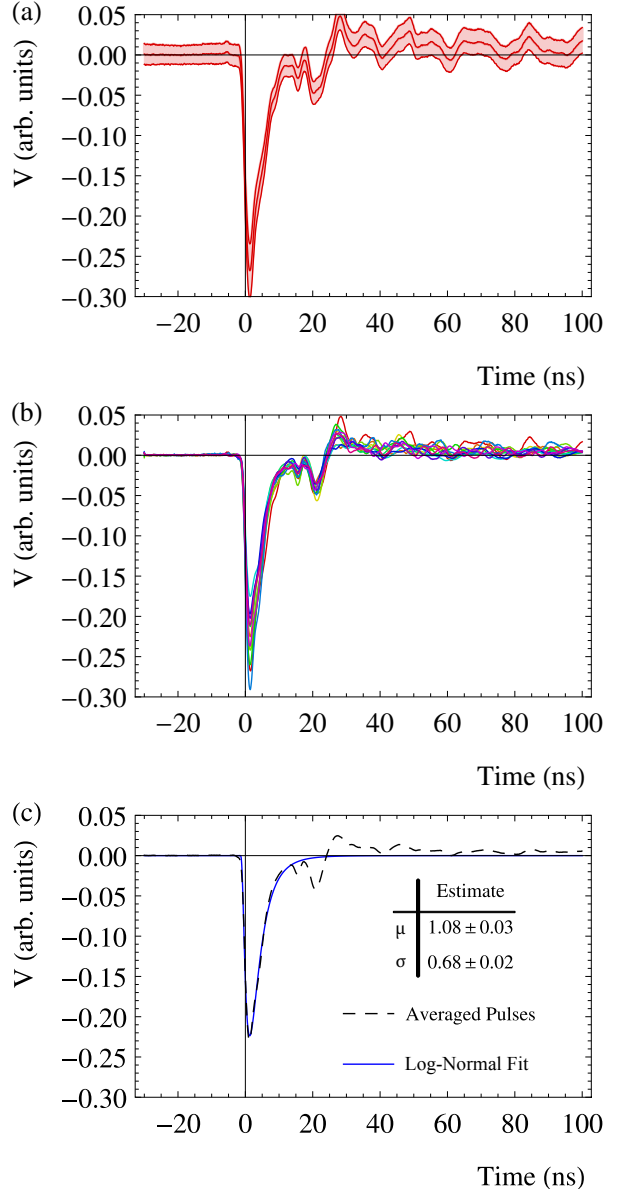 (a)
0.05
0.00
−0.05
−0.10
−0.15
−0.20
−0.25
−0.30
V (arb. units)
−20 0 20 40 60 80 100
Time (ns)
(b)
0.05
0.00
−0.05
−0.10
−0.15
−0.20
−0.25
−0.30
V (arb. units)
−20 0 20 40 60 80 100
Time (ns)
(c)
0.05
0.00
−0.05
−0.10
−0.15
−0.20
−0.25
−0.30
V (arb. units)
Estimate
μ 1.08 ± 0.03
σ 0.68 ± 0.02
Averaged Pulses
Log-Normal Fit
−20 0 20 40 60 80 100
Time (ns)